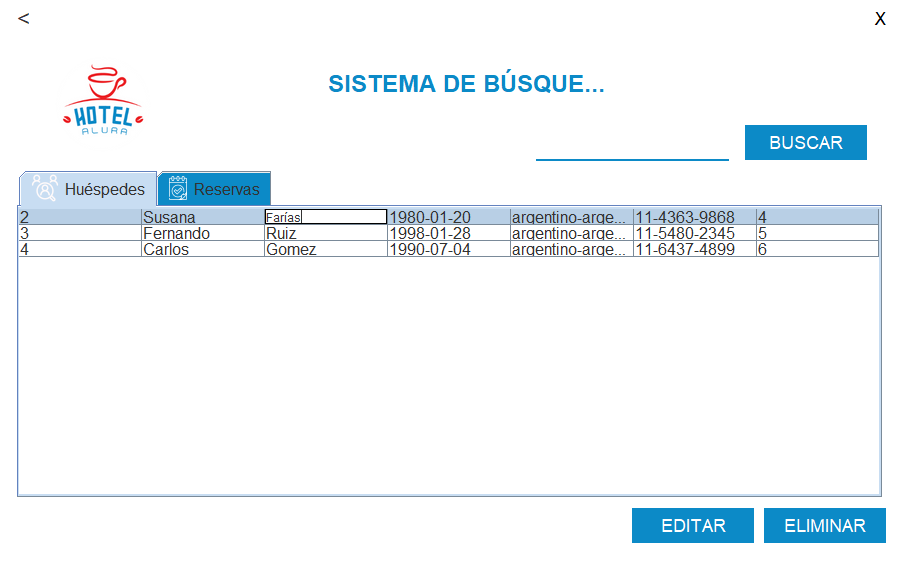 < X
SISTEMA DE BÚSQUE...
HOTEL
ALURA
BUSCAR
Huéspedes Reservas
2 Susana Farías 1980-01-20 argentino-arge... 11-4363-9868 4
3 Fernando Ruiz 1998-01-28 argentino-arge... 11-5480-2345 5
4 Carlos Gomez 1990-07-04 argentino-arge... 11-6437-4899 6
EDITAR ELIMINAR